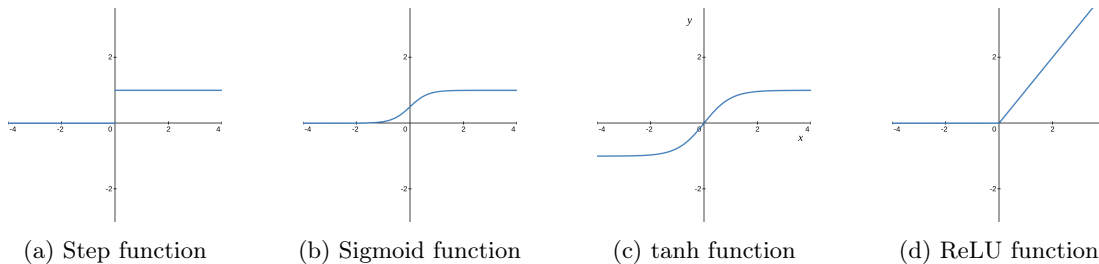 2
-4 -2 0 2 4
-2
(a) Step function
2
-4 -2 0 2 4
-2
(b) Sigmoid function
y
2
-4 -2 0 2 4
x
-2
(c) tanh function
2
-4 -2 0 2
-2
(d) ReLU function